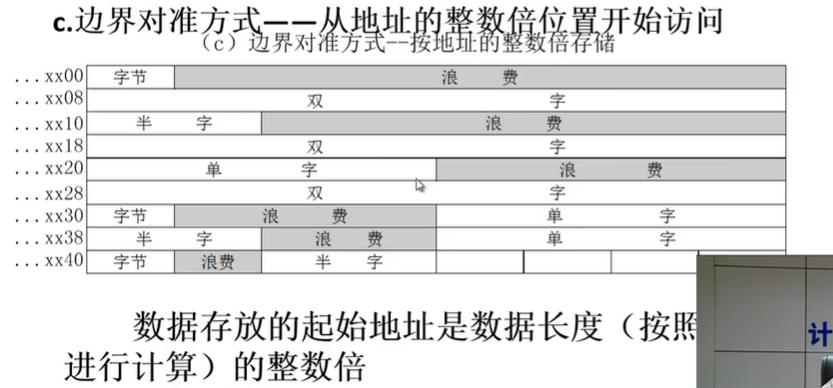 c.边界对准方式——从地址的整数倍位置开始访问
（c）边界对准方式--按地址的整数倍存储
...xx00 字节 浪 费
...xx08 双 字
...xx10 半 字 浪 费
...xx18 双 字
...xx20 单 字 浪 费
...xx28 双 字
...xx30 字节 浪 费 单 字
...xx38 半 字 浪 费 单 字
...xx40 字节 浪费 半 字
数据存放的起始地址是数据长度（按照
进行计算）的整数倍
计